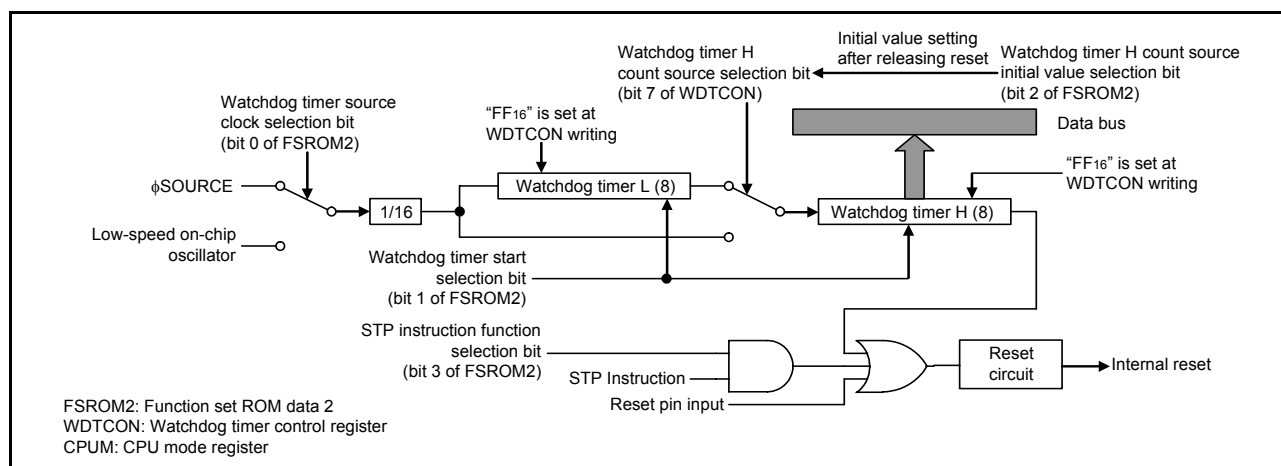 Initial value setting
after releasing reset
Watchdog timer H
count source selection bit
(bit 7 of WDTCON)
Watchdog timer H count source
initial value selection bit
(bit 2 of FSROM2)
Watchdog timer source
clock selection bit
(bit 0 of FSROM2)
“FF16” is set at
WDTCON writing
Data bus
“FF16” is set at
WDTCON writing
ϕSOURCE
1/16
Watchdog timer L (8)
Watchdog timer H (8)
Low-speed on-chip
oscillator
Watchdog timer start
selection bit
(bit 1 of FSROM2)
STP instruction function
selection bit
(bit 3 of FSROM2)
STP Instruction
Reset pin input
Reset
circuit
Internal reset
FSROM2: Function set ROM data 2
WDTCON: Watchdog timer control register
CPUM: CPU mode register